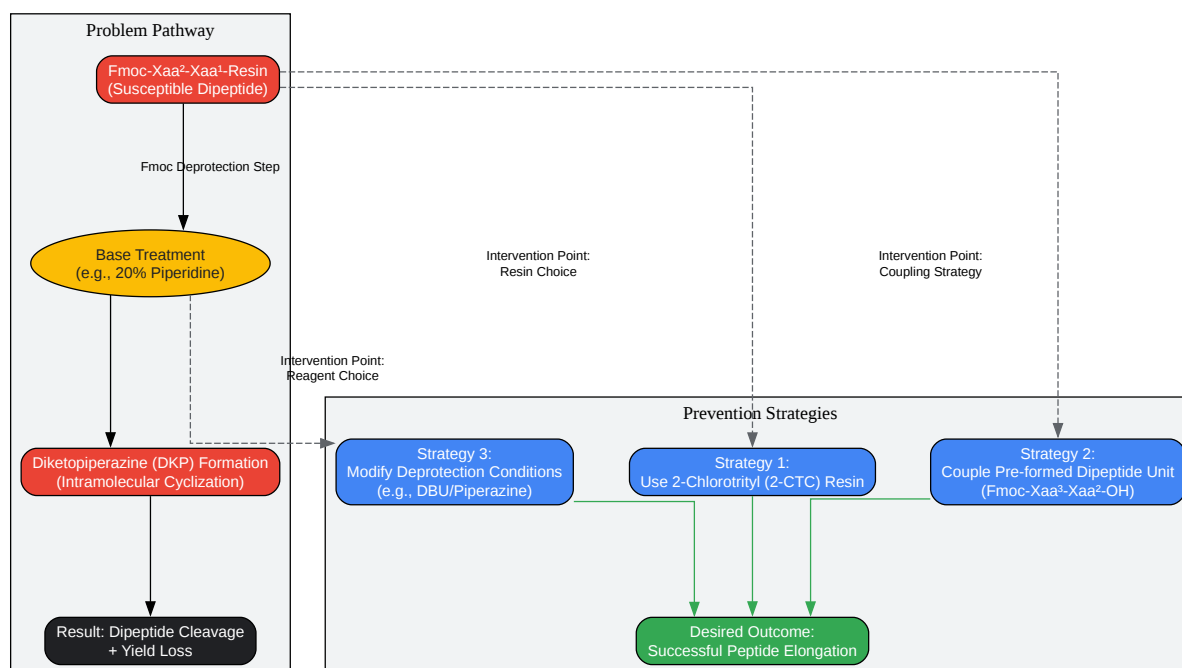 Problem Pathway
Fmoc-Xaa²-Xaa¹-Resin
(Susceptible Dipeptide)
Fmoc Deprotection Step
Base Treatment
(e.g., 20% Piperidine)
Intervention Point:
Resin Choice
Intervention Point:
Coupling Strategy
Intervention Point:
Reagent Choice
Prevention Strategies
Diketopiperazine (DKP) Formation
(Intramolecular Cyclization)
Strategy 3:
Modify Deprotection Conditions
(e.g., DBU/Piperazine)
Strategy 1:
Use 2-Chlorotrityl (2-CTC) Resin
Strategy 2:
Couple Pre-formed Dipeptide Unit
(Fmoc-Xaa³-Xaa²-OH)
Result: Dipeptide Cleavage
+ Yield Loss
Desired Outcome:
Successful Peptide Elongation